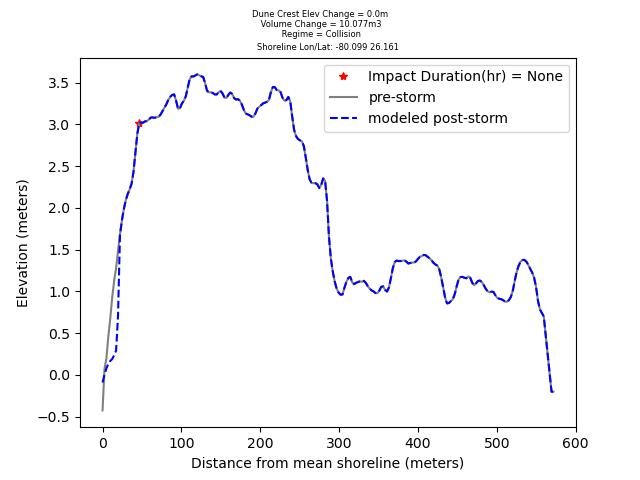 Dune Crest Elev Change = 0.0m
Volume Change = 10.077m3
Regime = Collision
Shoreline Lon/Lat: -80.099 26.161
Impact Duration(hr) = None
pre-storm
modeled post-storm
Elevation (meters)
3.5
3.0
2.5
2.0
1.5
1.0
0.5
0.0
−0.5
0 100 200 300 400 500 600
Distance from mean shoreline (meters)